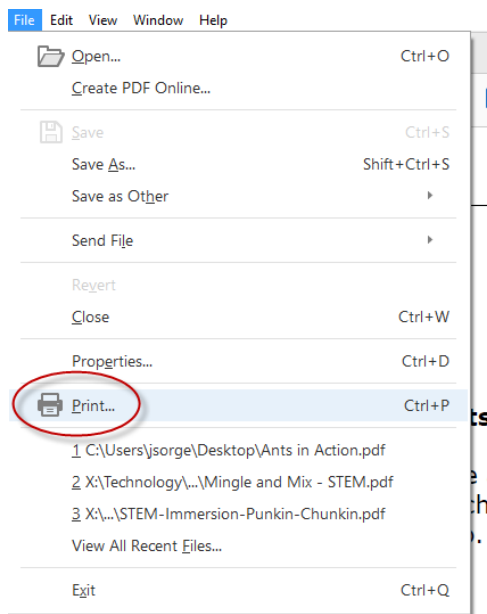 File Edit View Window Help
Open... Ctrl+O
Create PDF Online...
Save Ctrl+S
Save As... Shift+Ctrl+S
Save as Other
Send File
Revert
Close Ctrl+W
Properties... Ctrl+D
Print... Ctrl+P
1 C:\Users\jsorge\Desktop\Ants in Action.pdf
2 X:\Technology\...\Mingle and Mix - STEM.pdf
3 X:\...\STEM-Immersion-Punkin-Chunkin.pdf
View All Recent Files...
Exit Ctrl+Q